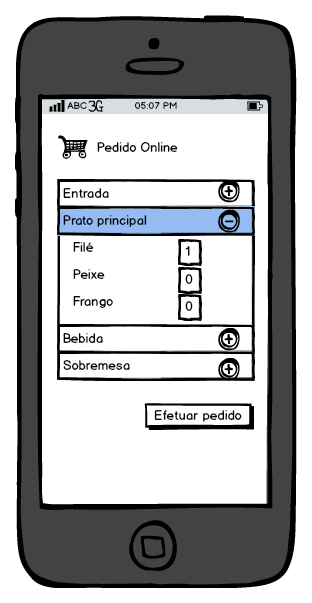 ABC 3G 05:07 PM
Pedido Online
Entrada
Prato principal
Filé 1
Peixe 0
Frango 0
Bebida
Sobremesa
Efetuar pedido